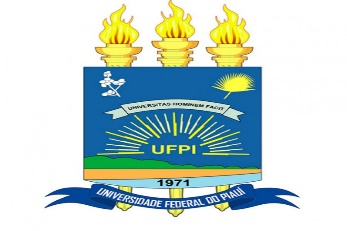 UNIVERSITAS HOMINEM FACIT
UFPI
1971
UNIVERSIDADE FEDERAL DO PIAUÍ